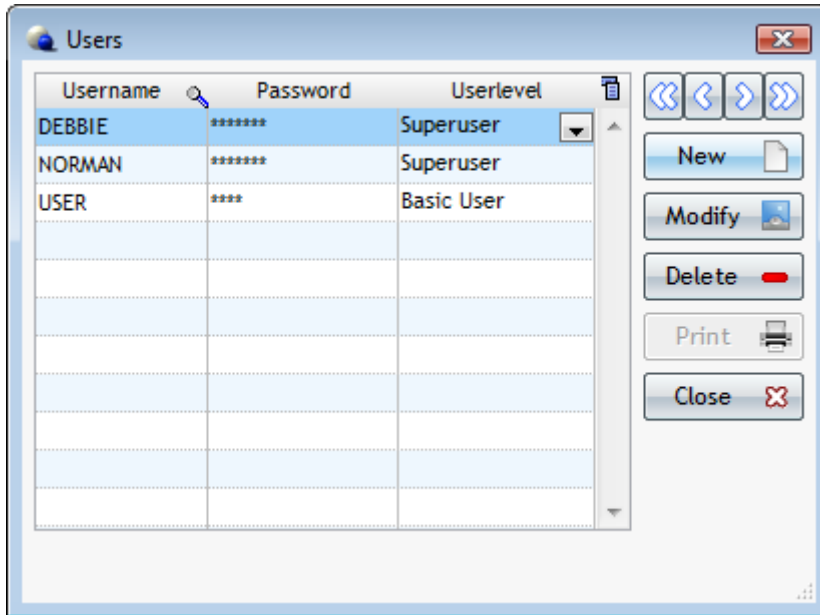 Users
Username Password Userlevel
DEBBIE ******* Superuser
NORMAN ******* Superuser
USER **** Basic User
New
Modify
Delete
Print
Close